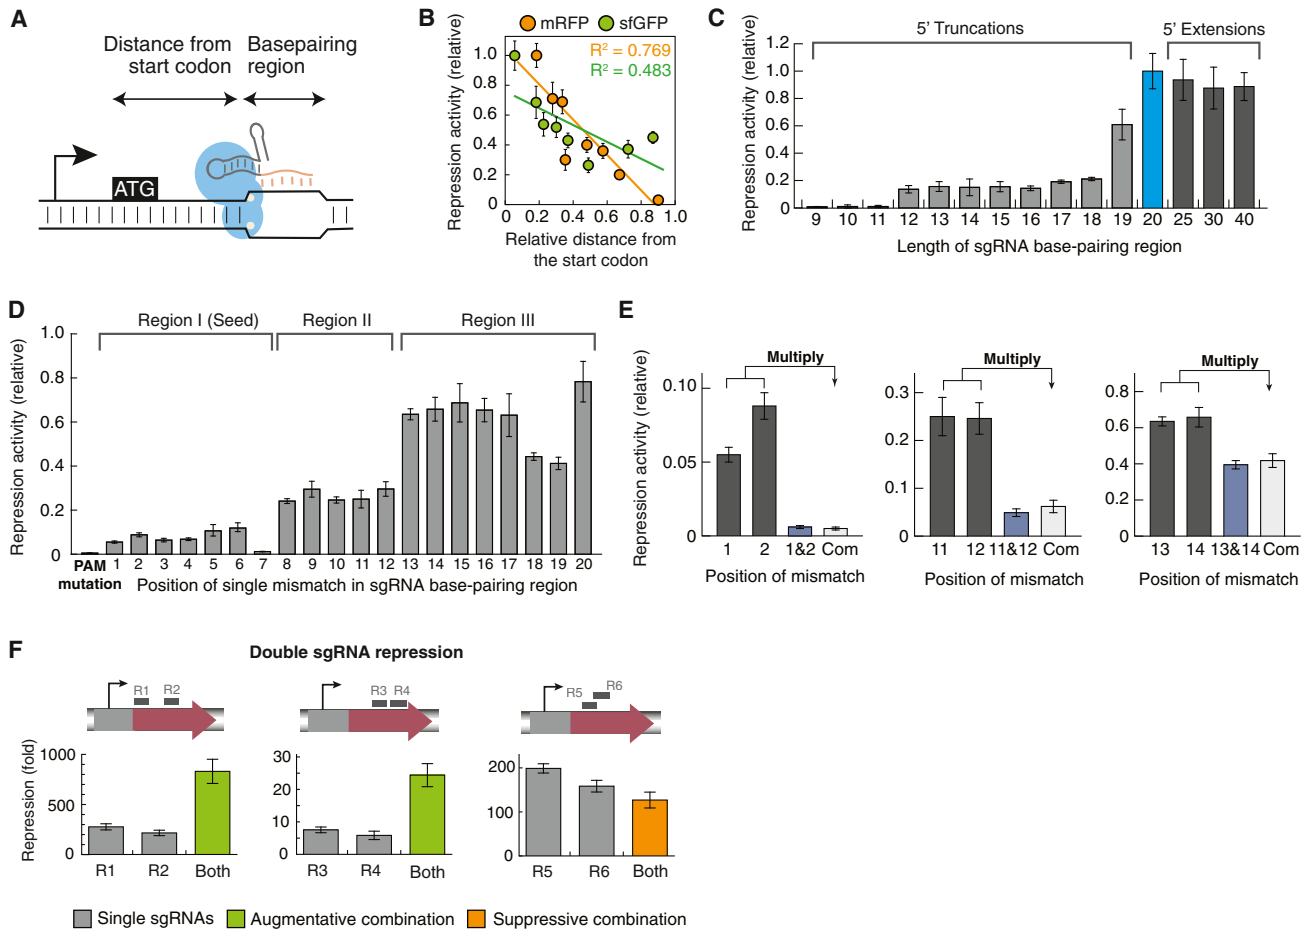 A
Distance from
start codon
Basepairing
region
ATG
B
mRFP sfGFP
R² = 0.769
R² = 0.483
Repression activity (relative)
1.0
0.8
0.6
0.4
0.2
0
0 0.2 0.4 0.6 0.8 1.0
Relative distance from
the start codon
C
5' Truncations
5' Extensions
Repression activity (relative)
1.2
1.0
0.8
0.6
0.4
0.2
0
9 10 11 12 13 14 15 16 17 18 19 20 25 30 40
Length of sgRNA base-pairing region
D
Region I (Seed) Region II Region III
Repression activity (relative)
1.0
0.8
0.6
0.4
0.2
0
PAM
mutation
1 2 3 4 5 6 7 8 9 10 11 12 13 14 15 16 17 18 19 20
Position of single mismatch in sgRNA base-pairing region
E
Repression activity (relative)
Multiply
0.10
0.05
0
1 2 1&2 Com
Position of mismatch
Multiply
0.3
0.2
0.1
0
11 12 11&12 Com
Position of mismatch
Multiply
0.8
0.6
0.4
0.2
0
13 14 13&14 Com
Position of mismatch
F
Double sgRNA repression
R1 R2
Repression (fold)
1000
500
0
R1 R2 Both
R3 R4
30
20
10
0
R3 R4 Both
R5 R6
200
100
0
R5 R6 Both
Single sgRNAs Augmentative combination Suppressive combination